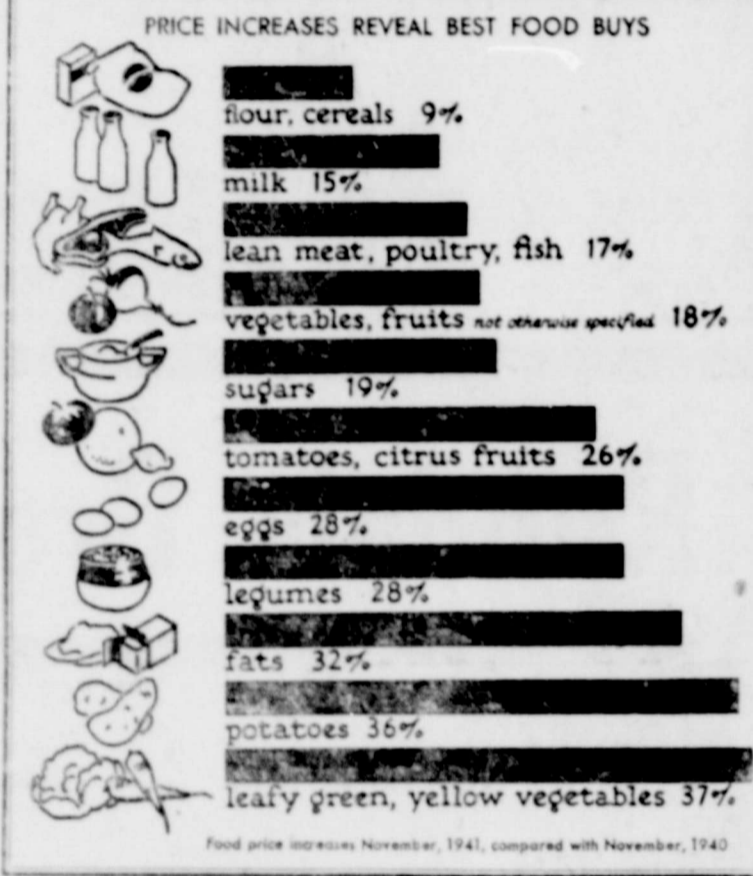 PRICE INCREASES REVEAL BEST FOOD BUYS
flour, cereals 9%
milk 15%
lean meat, poultry, fish 17%
vegetables, fruits not otherwise specified 18%
sugars 19%
tomatoes, citrus fruits 26%
eggs 28%
legumes 28%
fats 32%
potatoes 36%
leafy green, yellow vegetables 37%
Food price increases November, 1941, compared with November, 1940